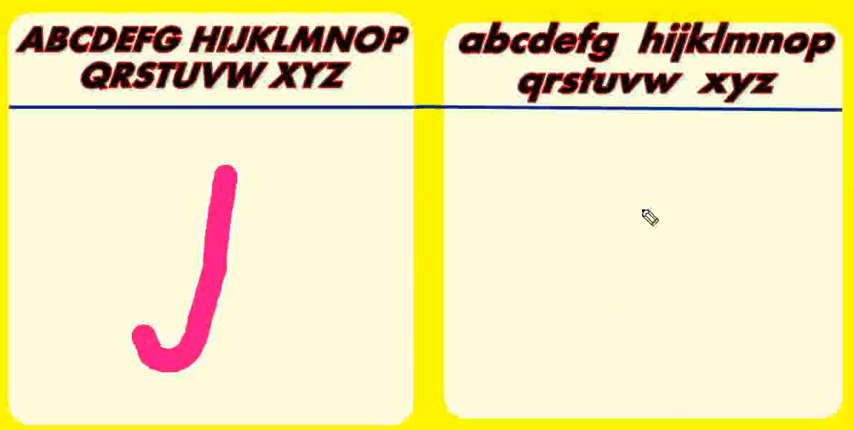 ABCDEFG HIJKLMNOP
QRSTUVW XYZ
abcdefg hijklmnop
qrstuvw xyz
J